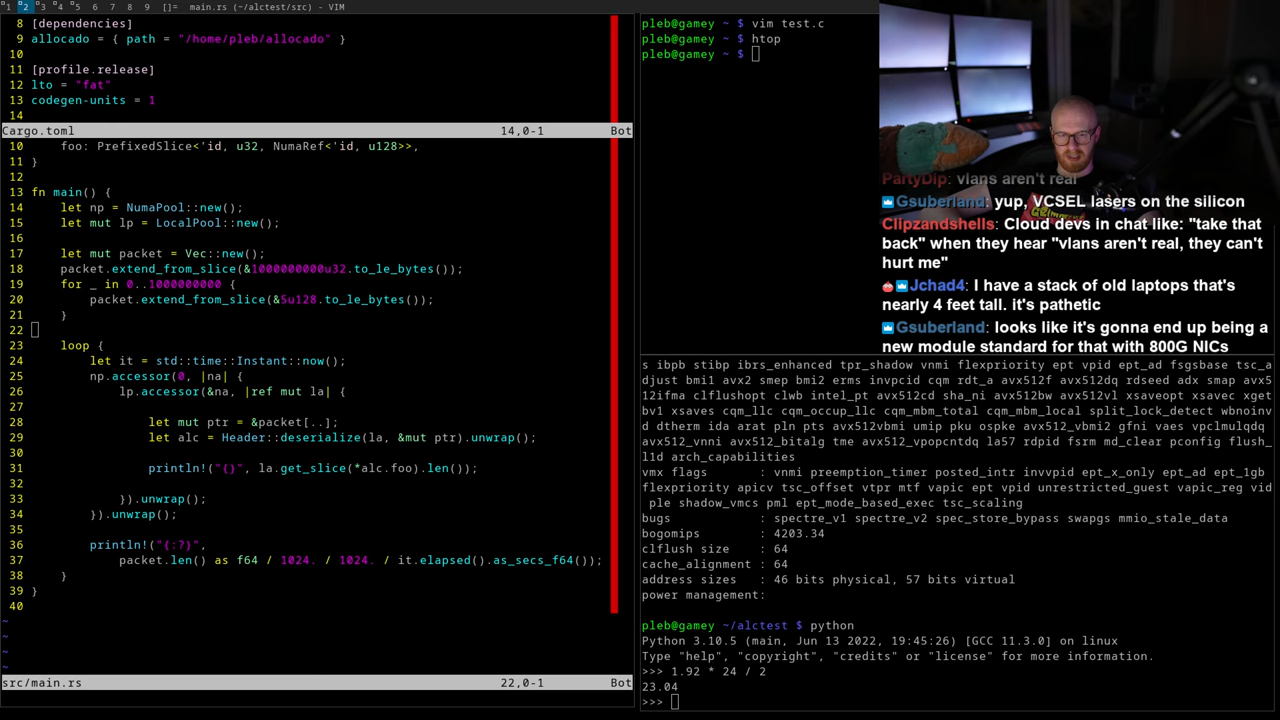 1 2 3 4 5 6 7 8 9 []= main.rs (~/alctest/src) - VIM
8 [dependencies]
9 allocado = { path = "/home/pleb/allocado" }
10
11 [profile.release]
12 lto = "fat"
13 codegen-units = 1
14
Cargo.toml 14,0-1 Bot
10 foo: PrefixedSlice<'id, u32, NumaRef<'id, u128>>,
11 }
12
13 fn main() {
14 let np = NumaPool::new();
15 let mut lp = LocalPool::new();
16
17 let mut packet = Vec::new();
18 packet.extend_from_slice(&1000000000u32.to_le_bytes());
19 for _ in 0..1000000000 {
20 packet.extend_from_slice(&5u128.to_le_bytes());
21 }
22
23 loop {
24 let it = std::time::Instant::now();
25 np.accessor(0, |na| {
26 lp.accessor(&na, |ref mut la| {
27
28 let mut ptr = &packet[..];
29 let alc = Header::deserialize(la, &mut ptr).unwrap();
30
31 println!("{}", la.get_slice(*alc.foo).len());
32
33 }).unwrap();
34 }).unwrap();
35
36 println!("{:?}",
37 packet.len() as f64 / 1024. / 1024. / it.elapsed().as_secs_f64());
38 }
39 }
40
~
~
~
~
src/main.rs 22,0-1 Bot
pleb@gamey ~ $ vim test.c
pleb@gamey ~ $ htop
pleb@gamey ~ $
PartyDip: vlans aren't real
Gsuberland: yup, VCSEL lasers on the silicon
Clipzandshells: Cloud devs in chat like: "take that
back" when they hear "vlans aren't real, they can't
hurt me"
Jchad4: I have a stack of old laptops that's
nearly 4 feet tall. it's pathetic
Gsuberland: looks like it's gonna end up being a
new module standard for that with 800G NICs
s ibpb stibp ibrs_enhanced tpr_shadow vnmi flexpriority ept vpid ept_ad fsgsbase tsc_a
djust bmi1 avx2 smep bmi2 erms invpcid cqm rdt_a avx512f avx512dq rdseed adx smap avx5
12ifma clflushopt clwb intel_pt avx512cd sha_ni avx512bw avx512vl xsaveopt xsavec xget
bv1 xsaves cqm_llc cqm_occup_llc cqm_mbm_total cqm_mbm_local split_lock_detect wbnoinv
d dtherm ida arat pln pts avx512vbmi umip pku ospke avx512_vbmi2 gfni vaes vpclmulqdq
avx512_vnni avx512_bitalg tme avx512_vpopcntdq la57 rdpid fsrm md_clear pconfig flush_
l1d arch_capabilities
vmx flags : vnmi preemption_timer posted_intr invvpid ept_x_only ept_ad ept_1gb
flexpriority apicv tsc_offset vtpr mtf vapic ept vpid unrestricted_guest vapic_reg vid
ple shadow_vmcs pml ept_mode_based_exec tsc_scaling
bugs : spectre_v1 spectre_v2 spec_store_bypass swapgs mmio_stale_data
bogomips : 4203.34
clflush size : 64
cache_alignment : 64
address sizes : 46 bits physical, 57 bits virtual
power management:
pleb@gamey ~/alctest $ python
Python 3.10.5 (main, Jun 13 2022, 19:45:26) [GCC 11.3.0] on linux
Type "help", "copyright", "credits" or "license" for more information.
>>> 1.92 * 24 / 2
23.04
>>>